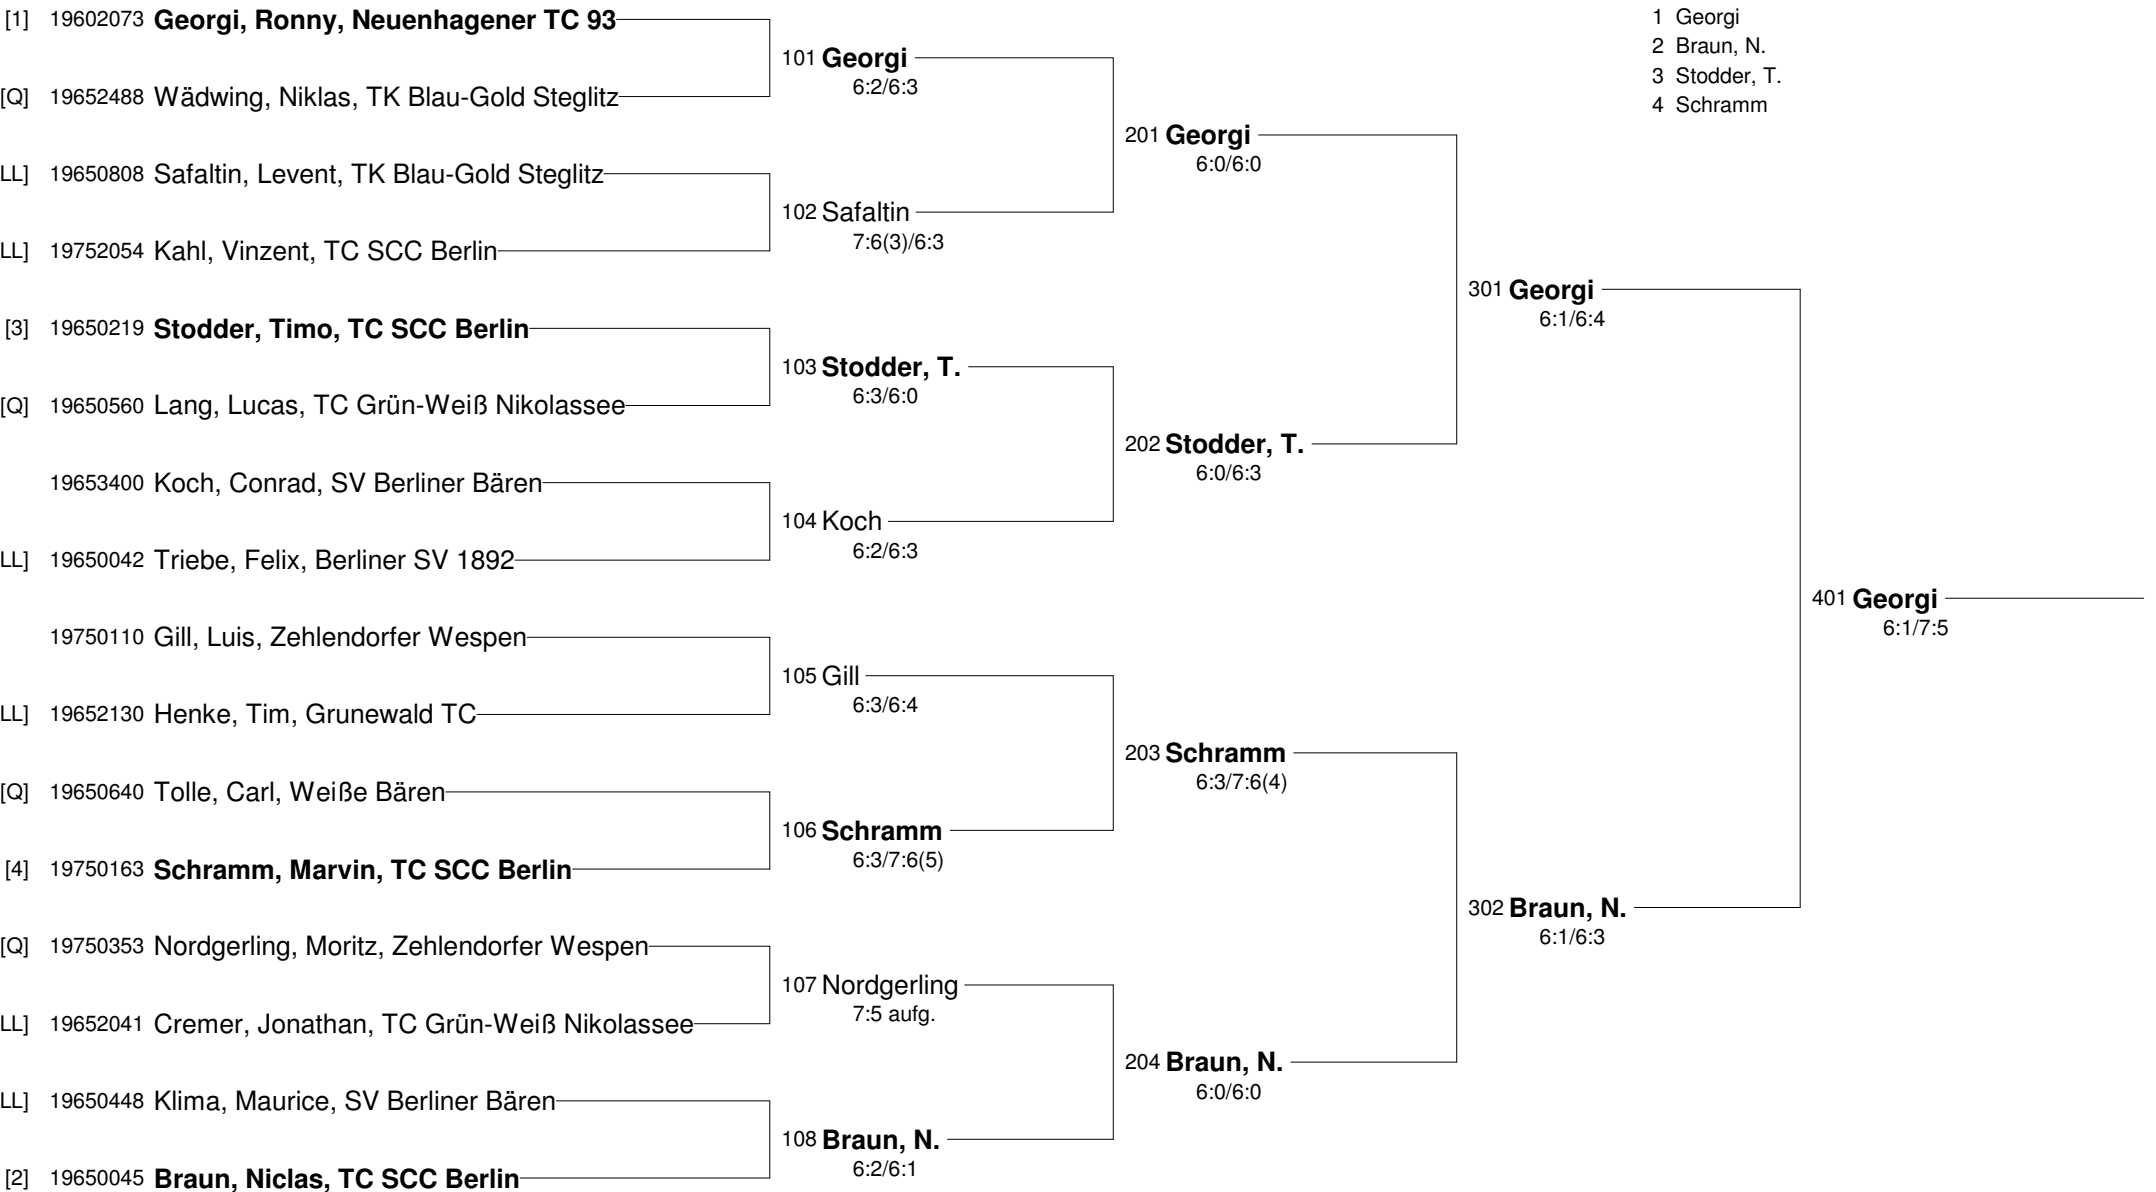 [1] 19602073 Georgi, Ronny, Neuenhagener TC 93
[Q] 19652488 Wädwing, Niklas, TK Blau-Gold Steglitz
LL] 19650808 Safaltin, Levent, TK Blau-Gold Steglitz
LL] 19752054 Kahl, Vinzent, TC SCC Berlin
[3] 19650219 Stodder, Timo, TC SCC Berlin
[Q] 19650560 Lang, Lucas, TC Grün-Weiß Nikolassee
19653400 Koch, Conrad, SV Berliner Bären
LL] 19650042 Triebe, Felix, Berliner SV 1892
19750110 Gill, Luis, Zehlendorfer Wespen
LL] 19652130 Henke, Tim, Grunewald TC
[Q] 19650640 Tolle, Carl, Weiße Bären
[4] 19750163 Schramm, Marvin, TC SCC Berlin
[Q] 19750353 Nordgerling, Moritz, Zehlendorfer Wespen
LL] 19652041 Cremer, Jonathan, TC Grün-Weiß Nikolassee
LL] 19650448 Klima, Maurice, SV Berliner Bären
[2] 19650045 Braun, Niclas, TC SCC Berlin
101 Georgi
6:2/6:3
102 Safaltin
7:6(3)/6:3
103 Stodder, T.
6:3/6:0
104 Koch
6:2/6:3
105 Gill
6:3/6:4
106 Schramm
6:3/7:6(5)
107 Nordgerling
7:5 aufg.
108 Braun, N.
6:2/6:1
201 Georgi
6:0/6:0
202 Stodder, T.
6:0/6:3
203 Schramm
6:3/7:6(4)
204 Braun, N.
6:0/6:0
301 Georgi
6:1/6:4
302 Braun, N.
6:1/6:3
401 Georgi
6:1/7:5
1 Georgi
2 Braun, N.
3 Stodder, T.
4 Schramm